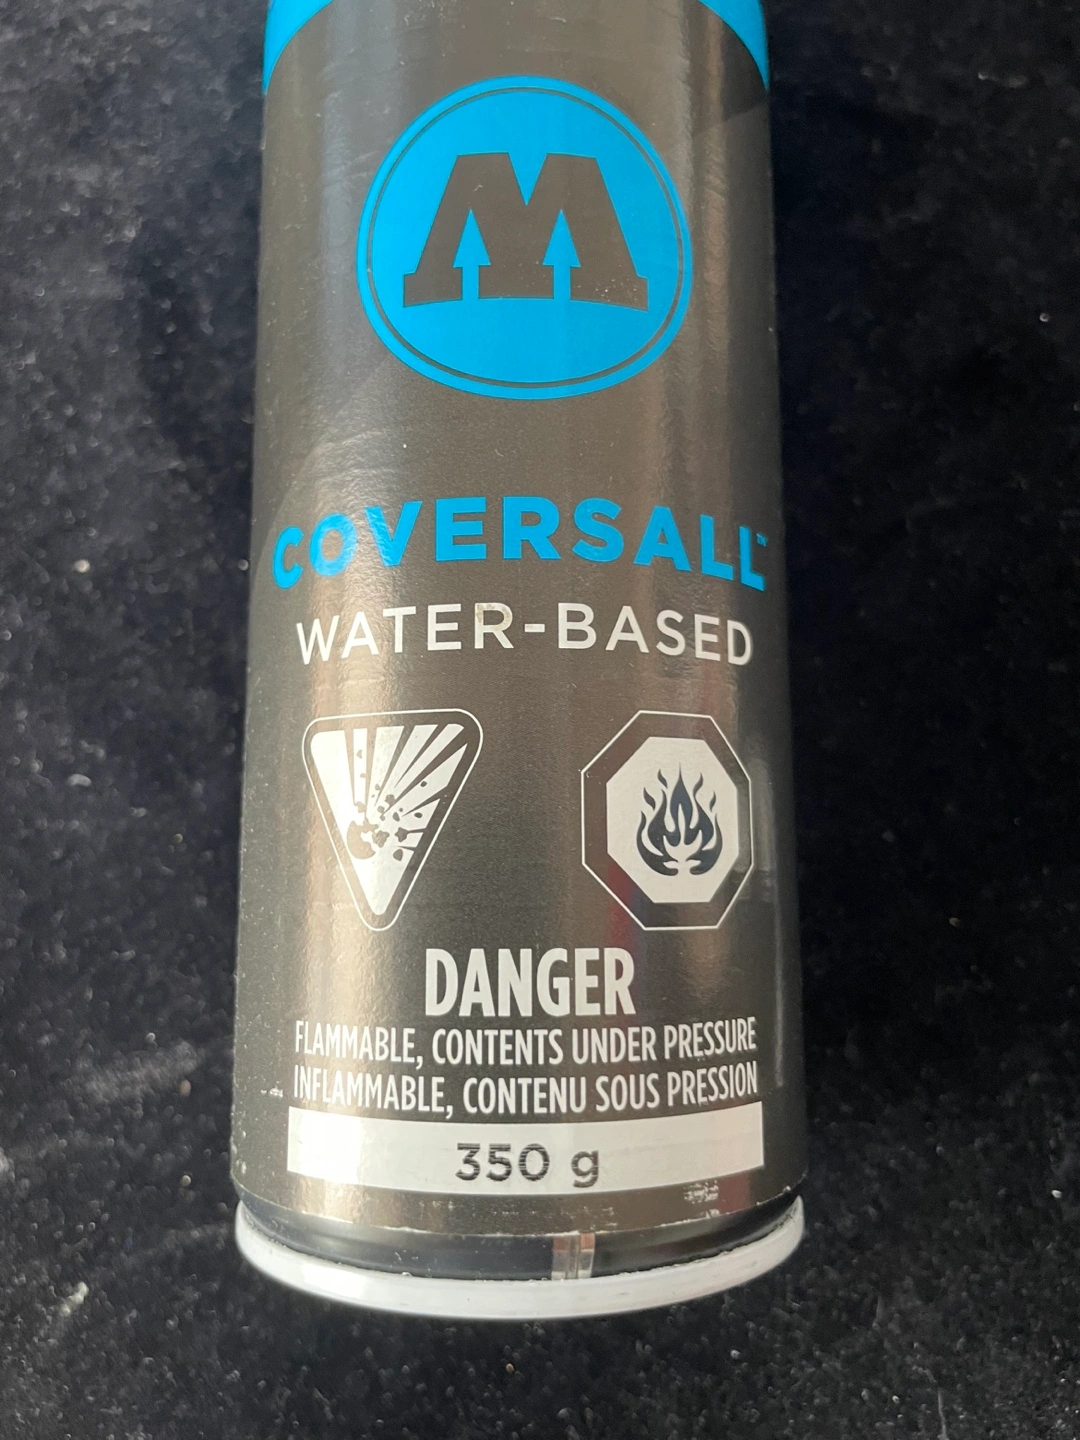 M
COVERSALL™
WATER-BASED
DANGER
FLAMMABLE, CONTENTS UNDER PRESSURE
INFLAMMABLE, CONTENU SOUS PRESSION
350 g